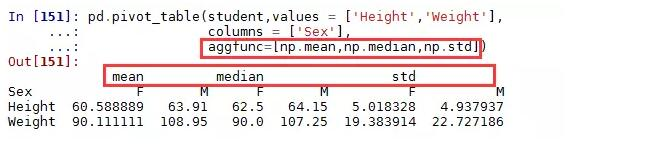 In [151]: pd.pivot_table(student,values = ['Height','Weight'],
...: columns = ['Sex'],
...: aggfunc=[np.mean,np.median,np.std])
Out[151]:
mean median std
Sex F M F M F M
Height 60.588889 63.91 62.5 64.15 5.018328 4.937937
Weight 90.111111 108.95 90.0 107.25 19.383914 22.727186